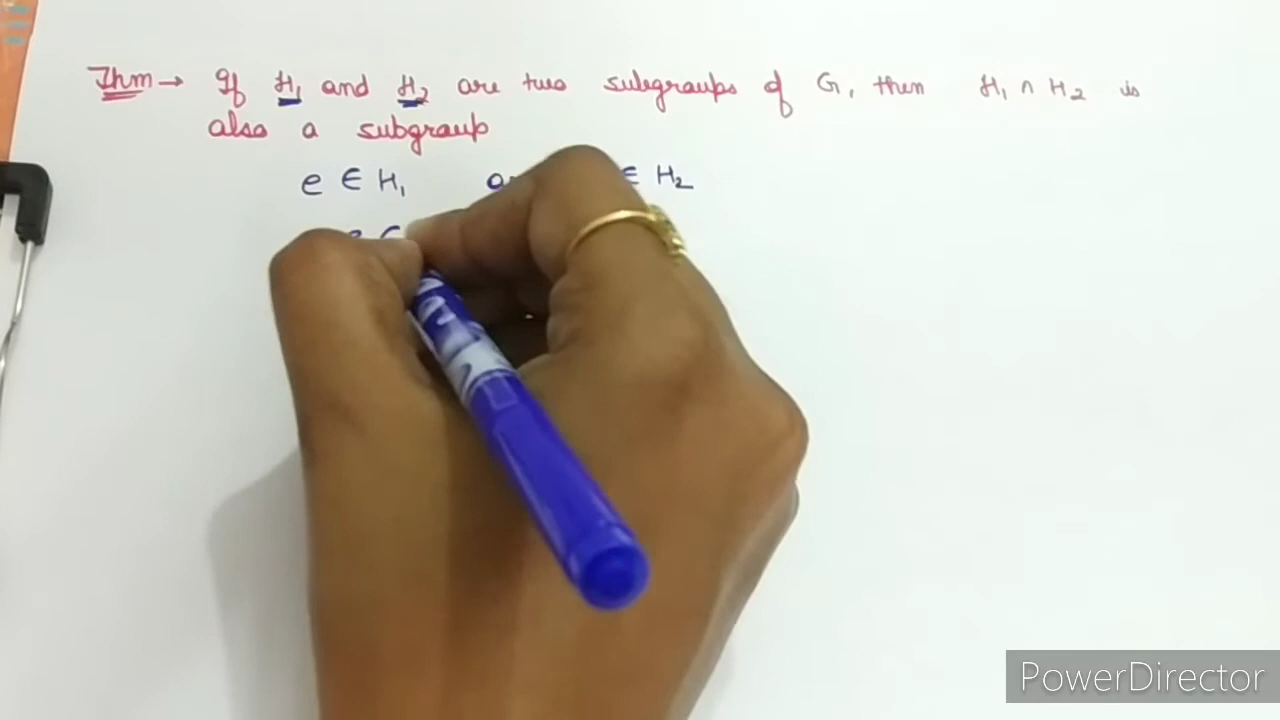 Thm → If H₁ and H₂ are two subgroups of G, then H₁ ∩ H₂ is
also a subgroup
e ∈ H₁ ∈ H₂
PowerDirector